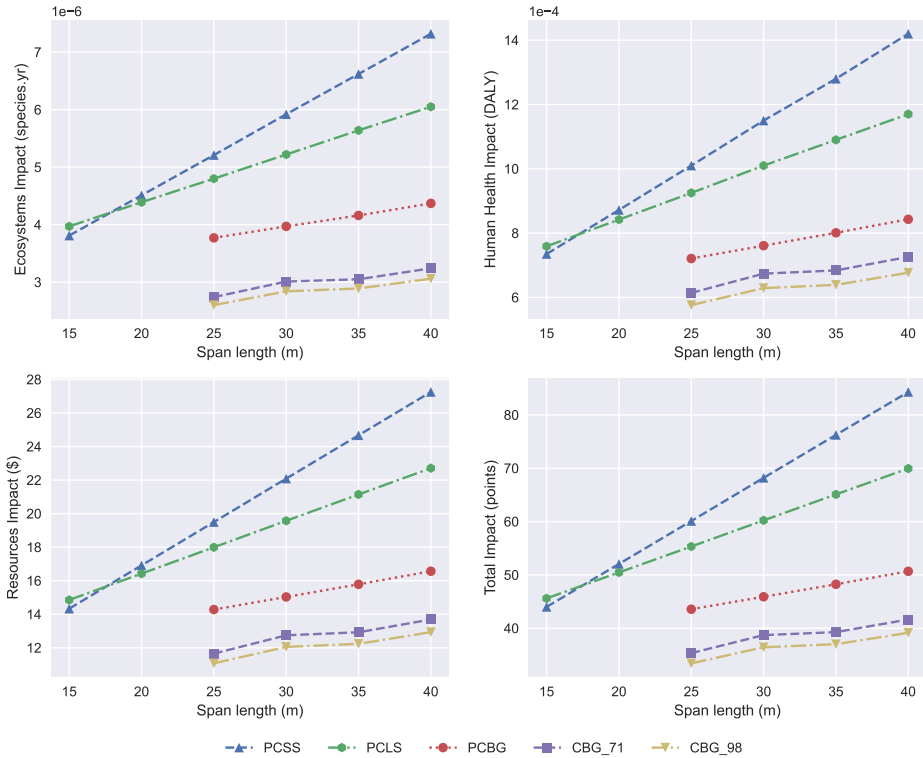 1e−6
7
6
5
4
3
Ecosystems Impact (species.yr)
15 20 25 30 35 40
Span length (m)
1e−4
14
12
10
8
6
Human Health Impact (DALY)
15 20 25 30 35 40
Span length (m)
28
26
24
22
20
18
16
14
12
Resources Impact ($)
15 20 25 30 35 40
Span length (m)
80
70
60
50
40
Total Impact (points)
15 20 25 30 35 40
Span length (m)
PCSS PCLS PCBG CBG_71 CBG_98